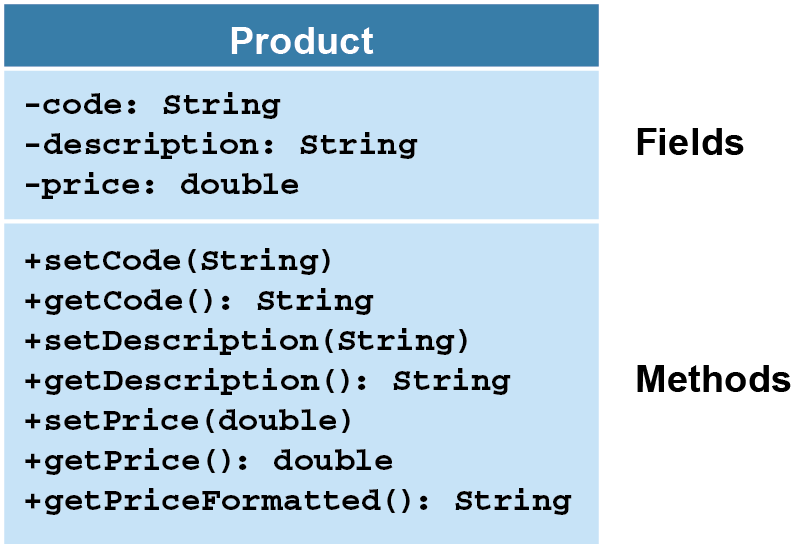 Product
-code: String
-description: String
-price: double
Fields
+setCode(String)
+getCode(): String
+setDescription(String)
+getDescription(): String
+setPrice(double)
+getPrice(): double
+getPriceFormatted(): String
Methods